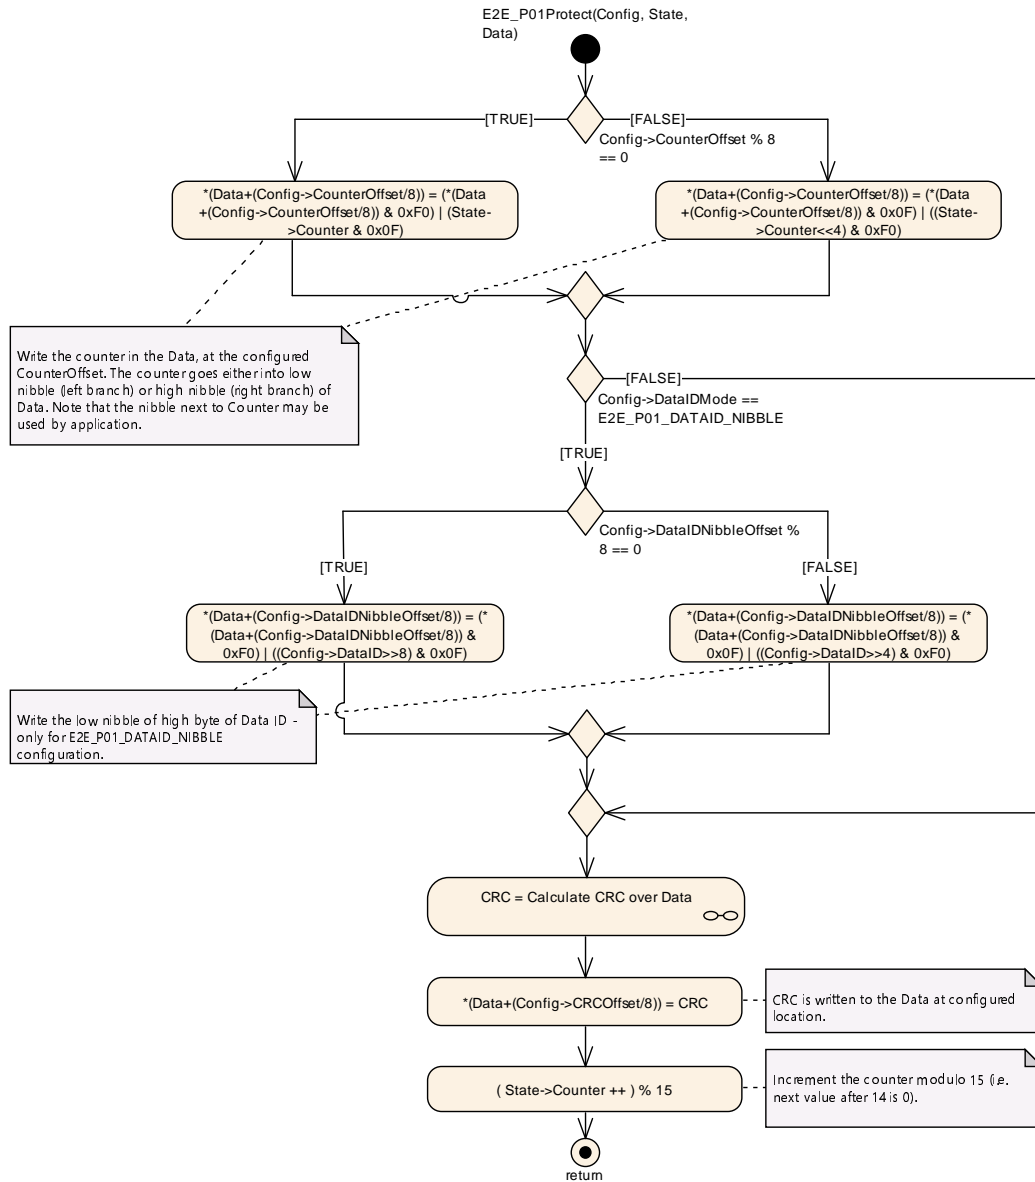 E2E_P01Protect(Config, State,
Data)
[TRUE]
[FALSE]
Config->CounterOffset % 8
== 0
*(Data+(Config->CounterOffset/8)) = (*(Data
+(Config->CounterOffset/8)) & 0xF0) | (State-
>Counter & 0x0F)
*(Data+(Config->CounterOffset/8)) = (*(Data
+(Config->CounterOffset/8)) & 0x0F) | ((State-
>Counter<<4) & 0xF0)
Write the counter in the Data, at the configured
CounterOffset. The counter goes either into low
nibble (left branch) or high nibble (right branch) of
Data. Note that the nibble next to Counter may be
used by application.
[FALSE]
Config->DataIDMode ==
E2E_P01_DATAID_NIBBLE
[TRUE]
Config->DataIDNibbleOffset %
8 == 0
[TRUE]
[FALSE]
*(Data+(Config->DataIDNibbleOffset/8)) = (*
(Data+(Config->DataIDNibbleOffset/8)) &
0xF0) | ((Config->DataID>>8) & 0x0F)
*(Data+(Config->DataIDNibbleOffset/8)) = (*
(Data+(Config->DataIDNibbleOffset/8)) &
0x0F) | ((Config->DataID>>4) & 0xF0)
Write the low nibble of high byte of Data ID -
only for E2E_P01_DATAID_NIBBLE
configuration.
CRC = Calculate CRC over Data
*(Data+(Config->CRCOffset/8)) = CRC
CRC is written to the Data at configured
location.
( State->Counter ++ ) % 15
Increment the counter modulo 15 (i.e.
next value after 14 is 0).
return